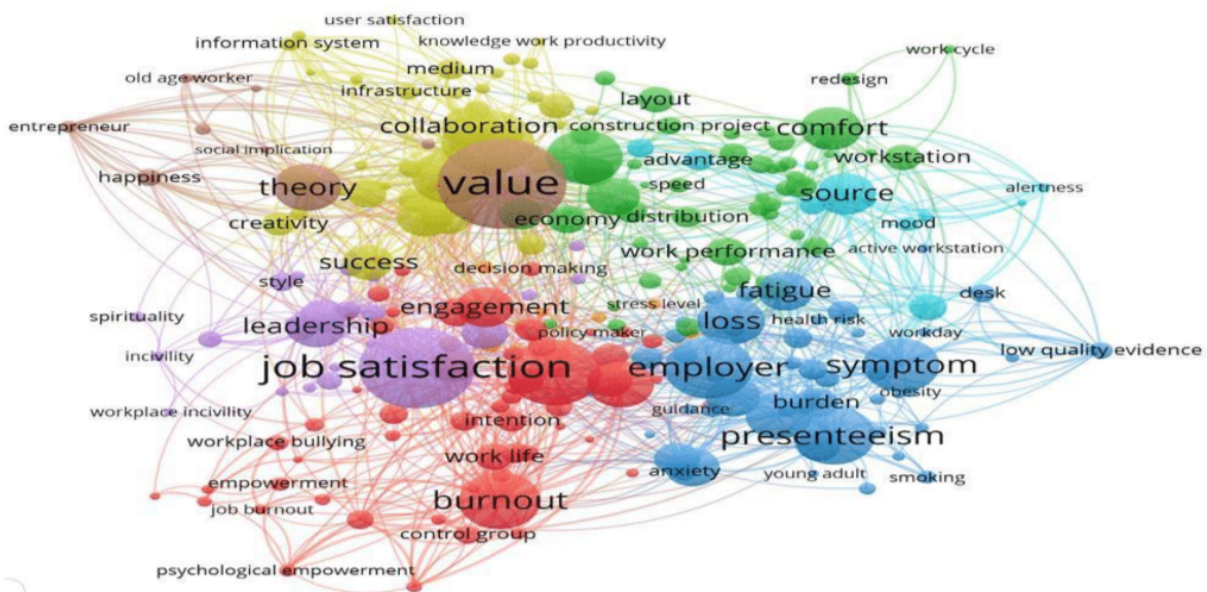 user satisfaction
information system
knowledge work productivity
work cycle
medium
old age worker
redesign
infrastructure
layout
entrepreneur
collaboration
construction project
comfort
social implication
advantage
workstation
happiness
theory
value
speed
source
alertness
creativity
economy
distribution
mood
success
decision making
work performance
active workstation
style
fatigue
desk
spirituality
engagement
stress level
leadership
policy maker
loss
health risk
workday
incivility
job satisfaction
employer
symptom
low quality evidence
workplace incivility
intention
guidance
burden
obesity
workplace bullying
presenteeism
work life
anxiety
young adult
smoking
empowerment
burnout
job burnout
control group
psychological empowerment